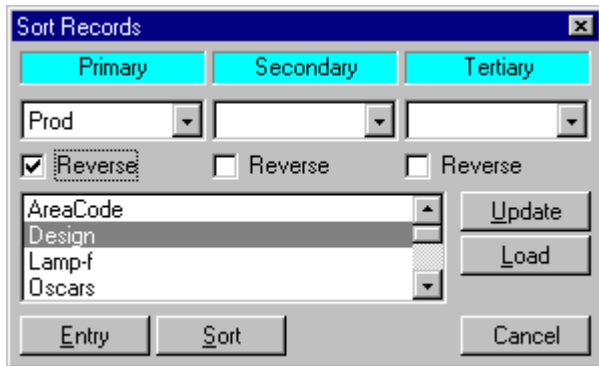 Sort Records
Primary Secondary Tertiary
Prod
Reverse Reverse Reverse
AreaCode Update
Design
Lamp-f Load
Oscars
Entry Sort Cancel